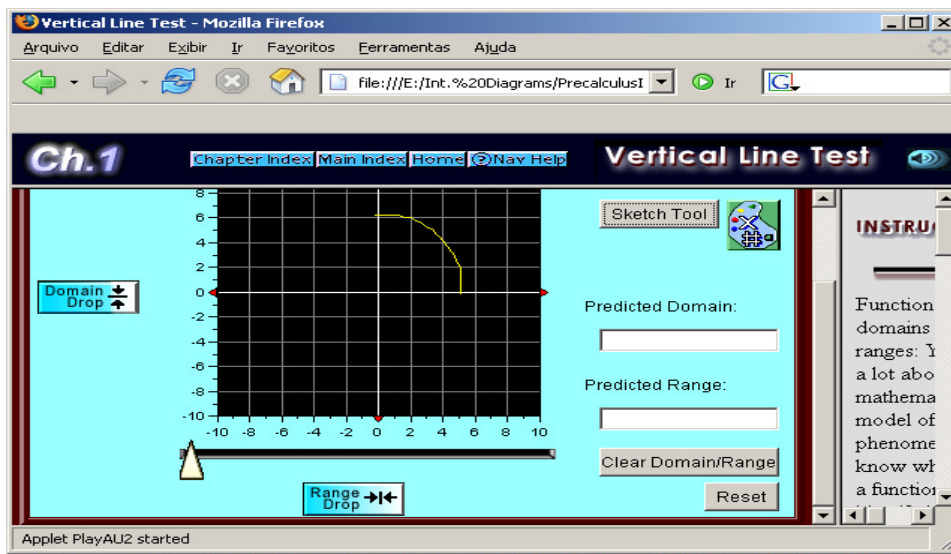 Vertical Line Test - Mozilla Firefox
Arquivo Editar Exibir Ir Favoritos Ferramentas Ajuda
file:///E:/Int.%20Diagrams/PrecalculusI Ir G
Ch.1 Chapter Index Main Index Home ?Nav Help Vertical Line Test
8
6
4
2
0
-2
-4
-6
-8
-10
-10 -8 -6 -4 -2 0 2 4 6 8 10
Domain
Drop
Range
Drop
Sketch Tool
X
#
Predicted Domain:
Predicted Range:
Clear Domain/Range
Reset
INSTRU
Function
domains
ranges: Y
a lot abo
mathema
model of
phenome
know wh
a function
Applet PlayAU2 started